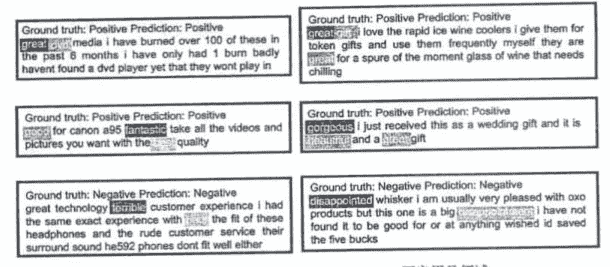 Ground truth: Positive Prediction: Positive
great media i have burned over 100 of these in
the past 6 months i have only had 1 burn badly
havent found a dvd player yet that they wont play in
Ground truth: Positive Prediction: Positive
great love the rapid ice wine coolers i give them for
token gifts and use them frequently myself they are
great for a spure of the moment glass of wine that needs
chilling
Ground truth: Positive Prediction: Positive
for canon a95 fantastic take all the videos and
pictures you want with the quality
Ground truth: Positive Prediction: Positive
gorgeous i just received this as a wedding gift and it is
and a gift
Ground truth: Negative Prediction: Negative
great technology terrible customer experience i had
the same exact experience with the fit of these
headphones and the rude customer service their
surround sound he592 phones dont fit well either
Ground truth: Negative Prediction: Negative
disappointed whisker i am usually very pleased with oxo
products but this one is a big i have not
found it to be good for or at anything wished id saved
the five bucks